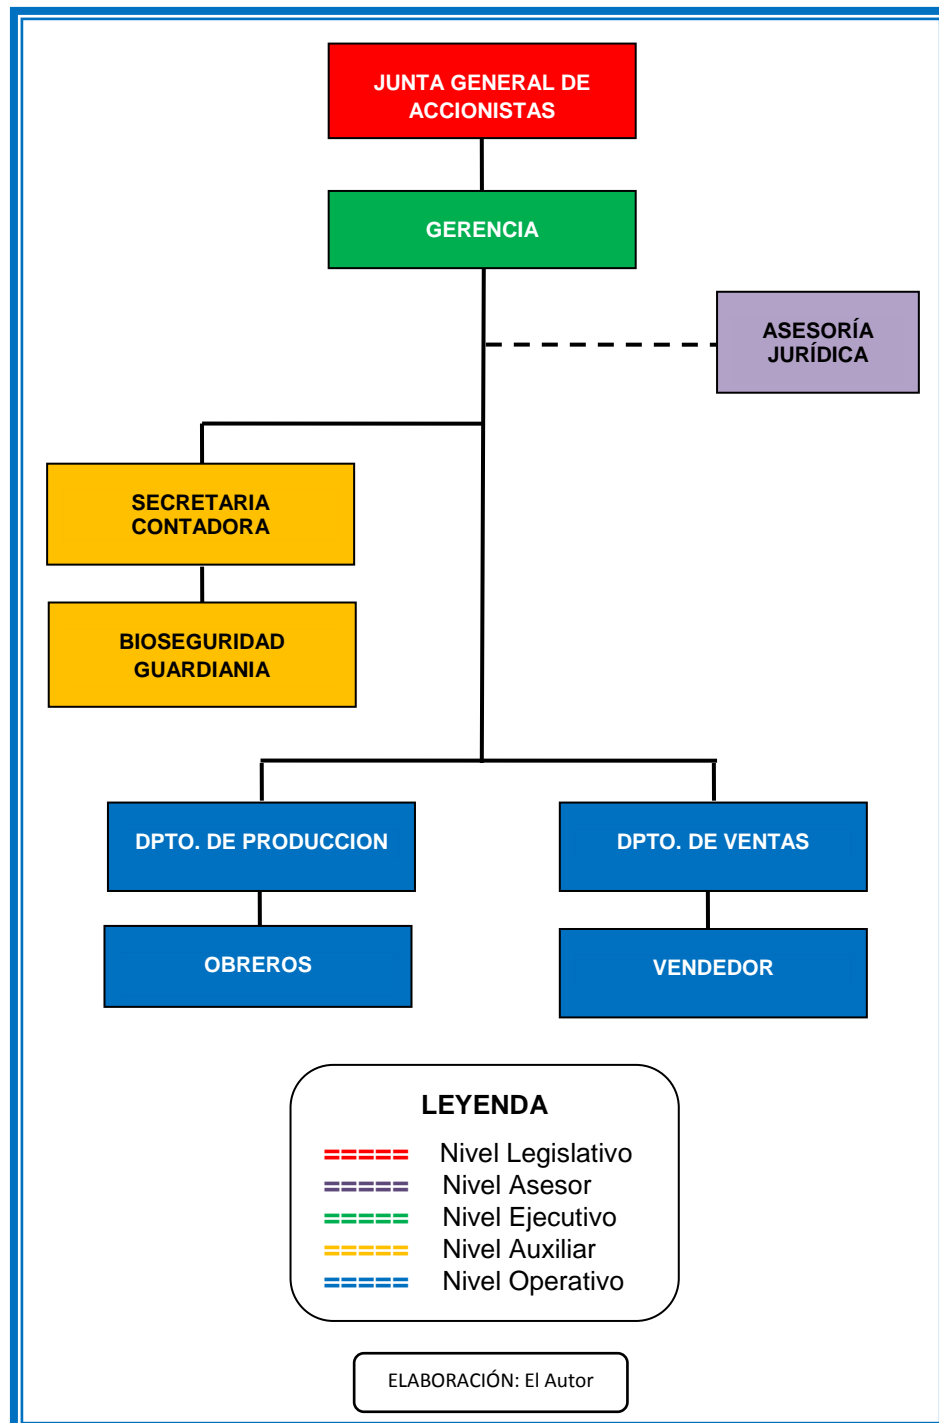 JUNTA GENERAL DE
ACCIONISTAS
GERENCIA
ASESORÍA
JURÍDICA
SECRETARIA
CONTADORA
BIOSEGURIDAD
GUARDIANIA
DPTO. DE PRODUCCION
DPTO. DE VENTAS
OBREROS
VENDEDOR
LEYENDA
===== Nivel Legislativo
===== Nivel Asesor
===== Nivel Ejecutivo
===== Nivel Auxiliar
===== Nivel Operativo
ELABORACIÓN: El Autor